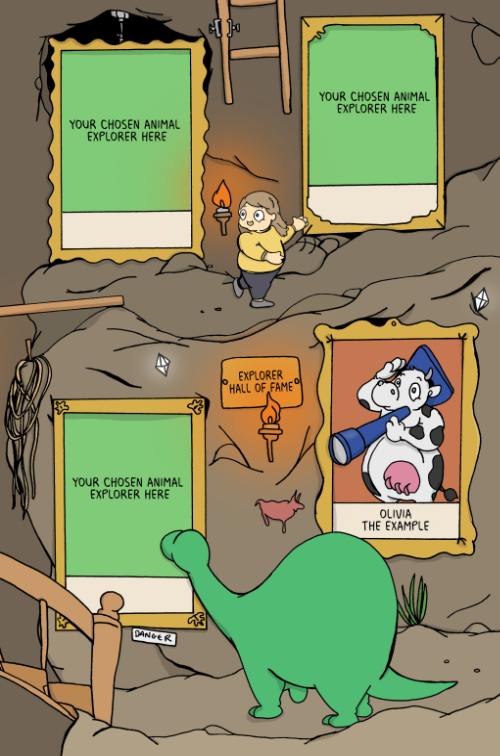 YOUR CHOSEN ANIMAL
EXPLORER HERE
YOUR CHOSEN ANIMAL
EXPLORER HERE
EXPLORER
HALL OF FAME
YOUR CHOSEN ANIMAL
EXPLORER HERE
OLIVIA
THE EXAMPLE
DANGER